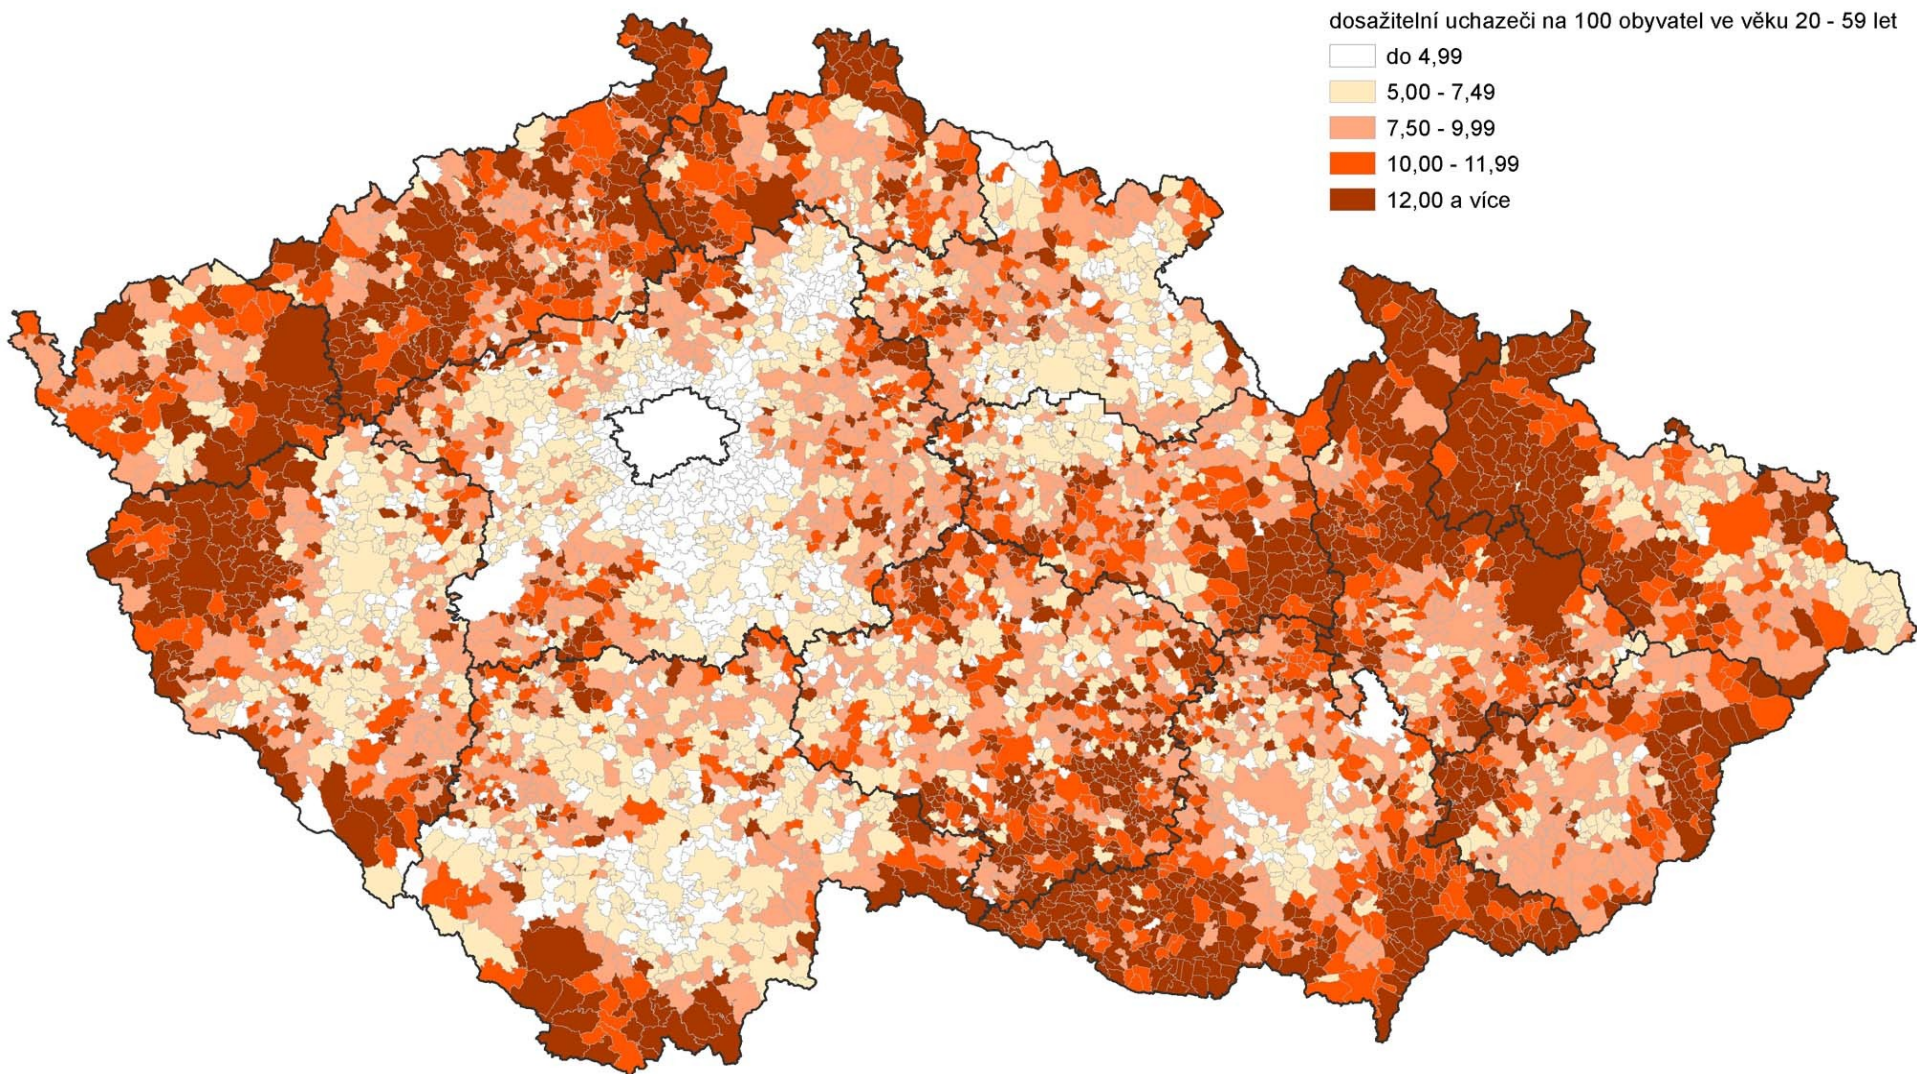 dosažitelní uchazeči na 100 obyvatel ve věku 20 - 59 let
do 4,99
5,00 - 7,49
7,50 - 9,99
10,00 - 11,99
12,00 a více